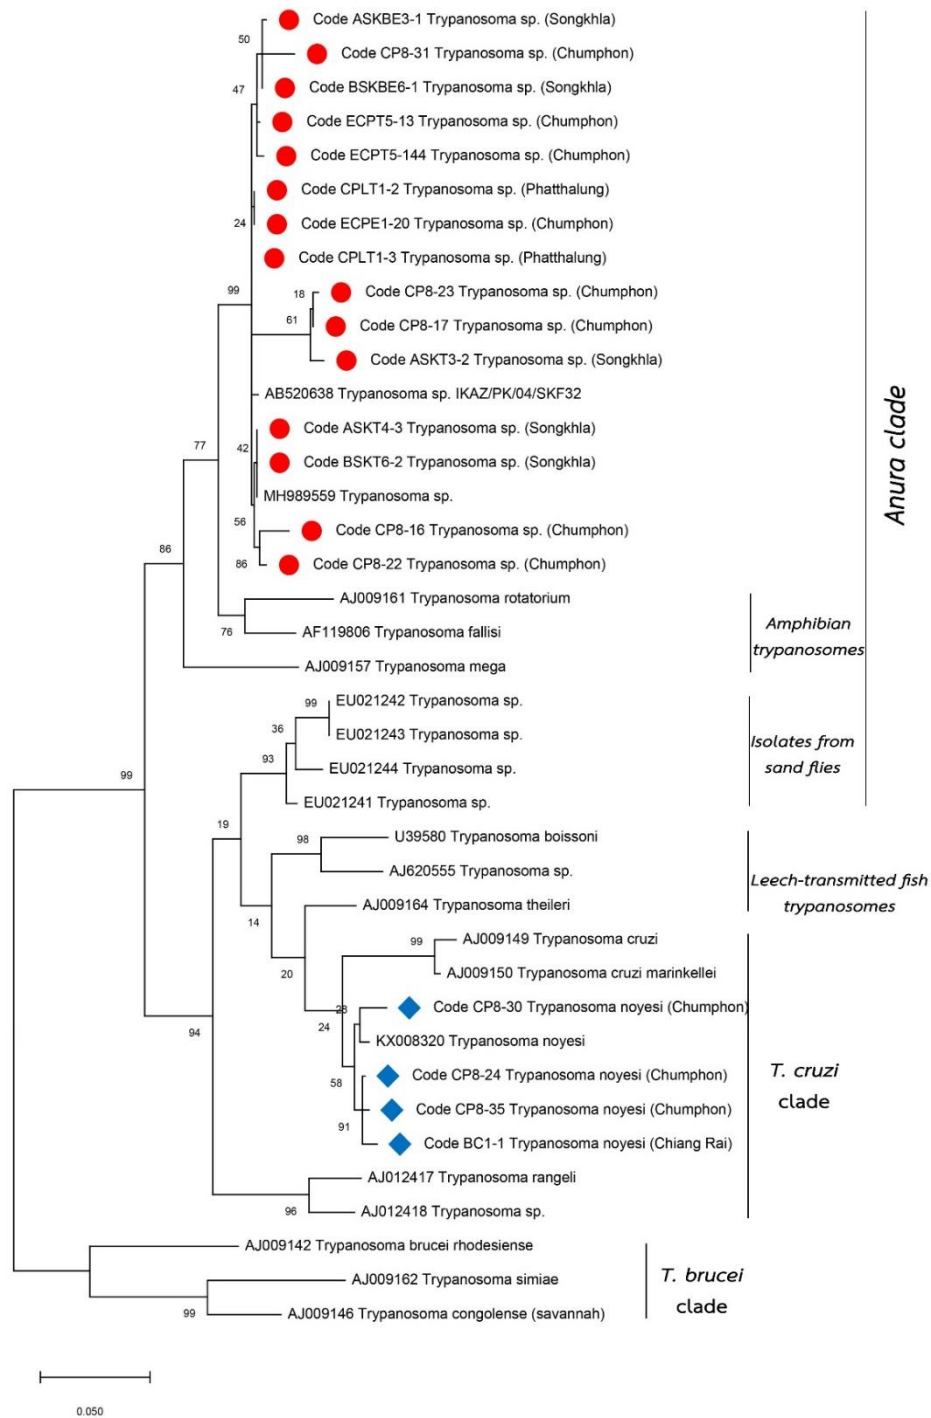 Code ASKBE3-1 Trypanosoma sp. (Songkhla)
50
Code CP8-31 Trypanosoma sp. (Chumphon)
47
Code BSKBE6-1 Trypanosoma sp. (Songkhla)
Code ECPT5-13 Trypanosoma sp. (Chumphon)
Code ECPT5-144 Trypanosoma sp. (Chumphon)
Code CPLT1-2 Trypanosoma sp. (Phatthalung)
24
Code ECPE1-20 Trypanosoma sp. (Chumphon)
Code CPLT1-3 Trypanosoma sp. (Phatthalung)
99
18
Code CP8-23 Trypanosoma sp. (Chumphon)
61
Code CP8-17 Trypanosoma sp. (Chumphon)
Code ASKT3-2 Trypanosoma sp. (Songkhla)
AB520638 Trypanosoma sp. IKAZ/PK/04/SKF32
Code ASKT4-3 Trypanosoma sp. (Songkhla)
77
42
Code BSKT6-2 Trypanosoma sp. (Songkhla)
MH989559 Trypanosoma sp.
56
Code CP8-16 Trypanosoma sp. (Chumphon)
86
86
Code CP8-22 Trypanosoma sp. (Chumphon)
Anura clade
AJ009161 Trypanosoma rotatorium
76
AF119806 Trypanosoma fallisi
AJ009157 Trypanosoma mega
Amphibian
trypanosomes
99
EU021242 Trypanosoma sp.
36
EU021243 Trypanosoma sp.
93
EU021244 Trypanosoma sp.
EU021241 Trypanosoma sp.
Isolates from
sand flies
99
19
98
U39580 Trypanosoma boissoni
AJ620555 Trypanosoma sp.
Leech-transmitted fish
trypanosomes
14
AJ009164 Trypanosoma theileri
99
AJ009149 Trypanosoma cruzi
20
AJ009150 Trypanosoma cruzi marinkellei
28
Code CP8-30 Trypanosoma noyesi (Chumphon)
24
94
KX008320 Trypanosoma noyesi
58
Code CP8-24 Trypanosoma noyesi (Chumphon)
Code CP8-35 Trypanosoma noyesi (Chumphon)
91
Code BC1-1 Trypanosoma noyesi (Chiang Rai)
T. cruzi
clade
AJ012417 Trypanosoma rangeli
96
AJ012418 Trypanosoma sp.
AJ009142 Trypanosoma brucei rhodesiense
AJ009162 Trypanosoma simiae
99
AJ009146 Trypanosoma congolense (savannah)
T. brucei
clade
0.050